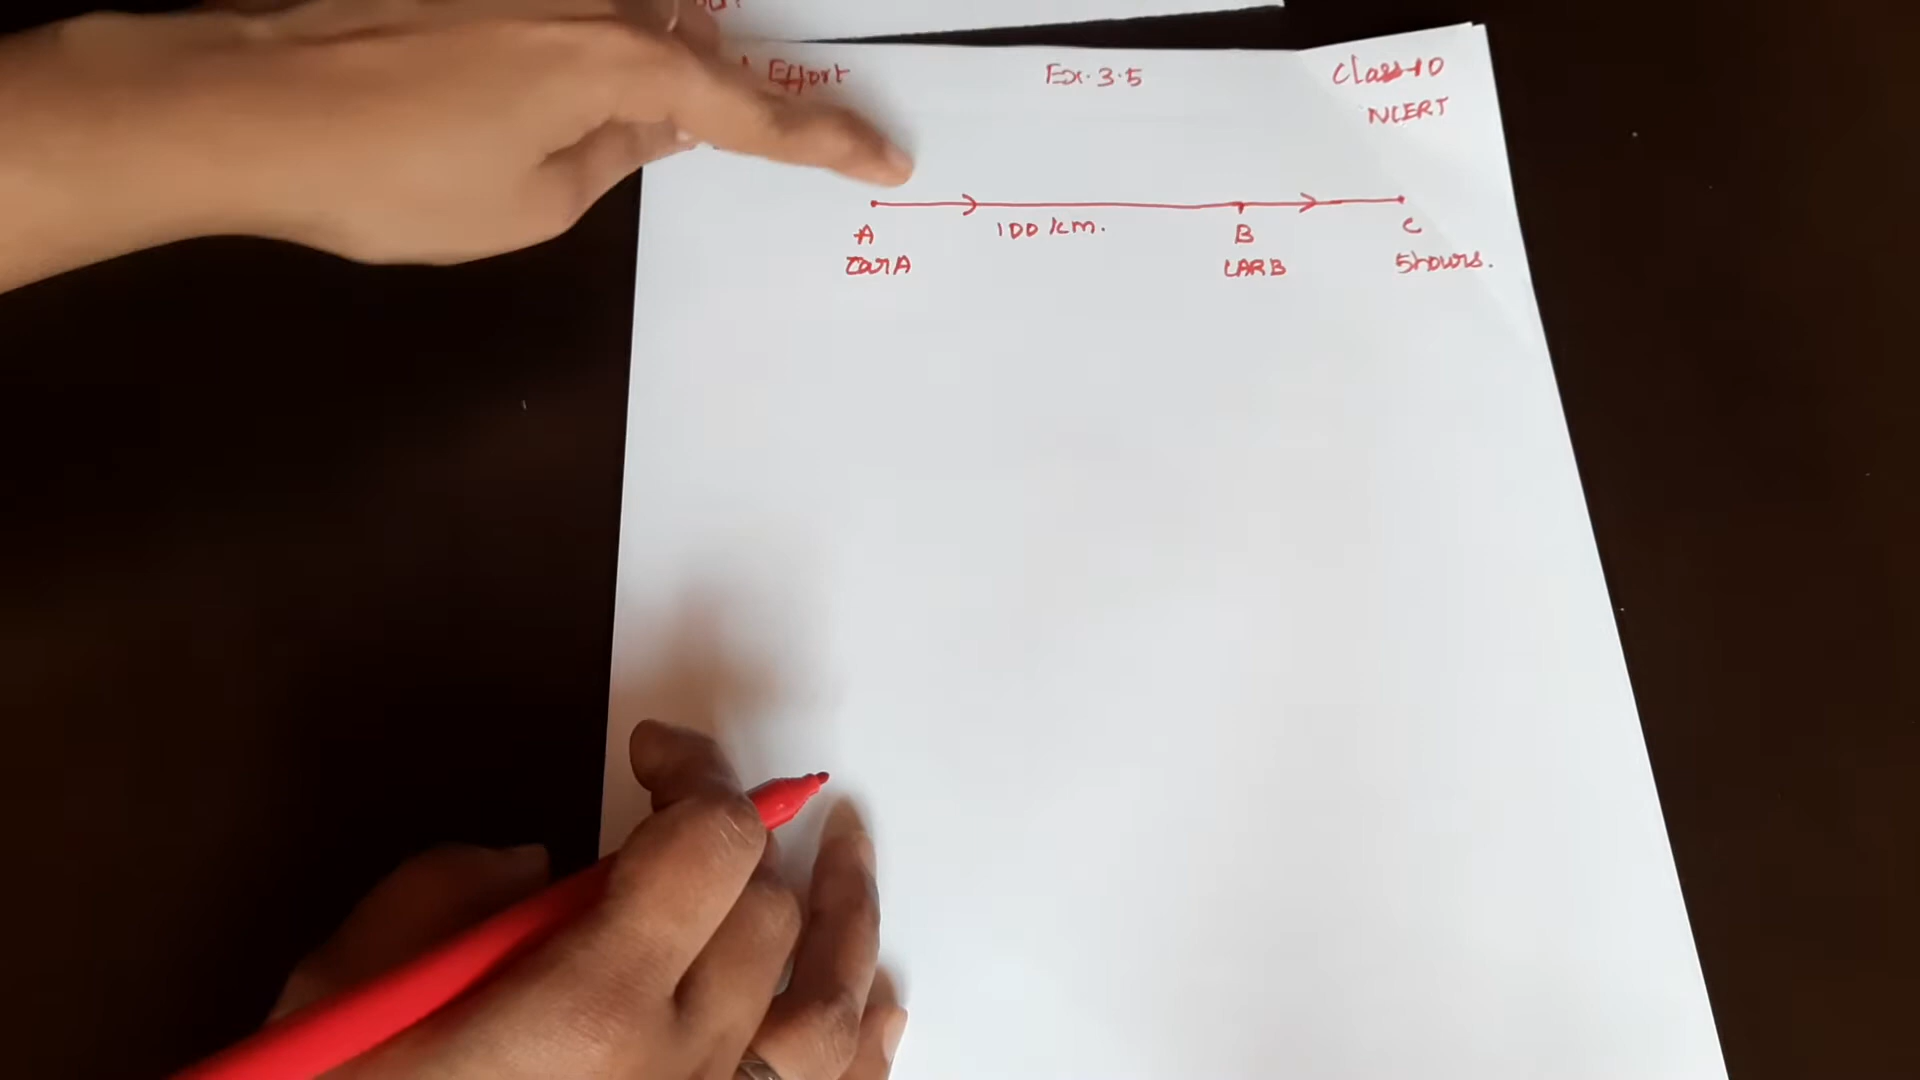 Effort Ex. 3.5 Class-10
NCERT
100 km.
A B C
Car A CAR B 5 hours.